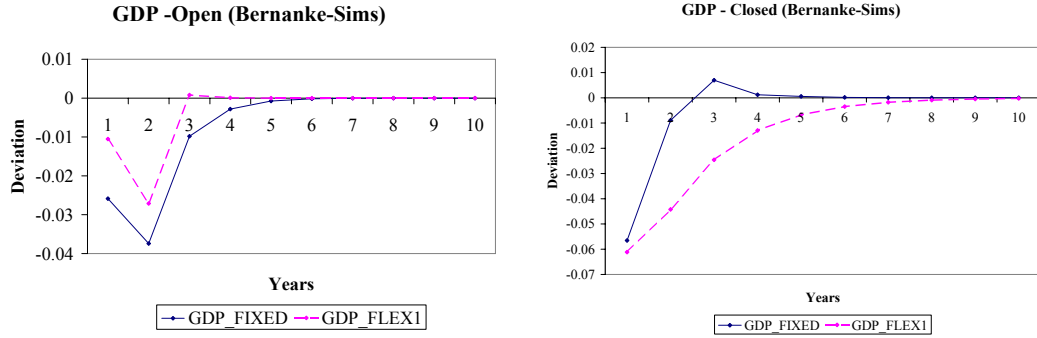 GDP -Open (Bernanke-Sims)
0.01
0
-0.01
-0.02
-0.03
-0.04
1 2 3 4 5 6 7 8 9 10
Deviation
Years
GDP_FIXED GDP_FLEX1
GDP - Closed (Bernanke-Sims)
0.02
0.01
0
-0.01
-0.02
-0.03
-0.04
-0.05
-0.06
-0.07
1 2 3 4 5 6 7 8 9 10
Deviation
Years
GDP_FIXED GDP_FLEX1